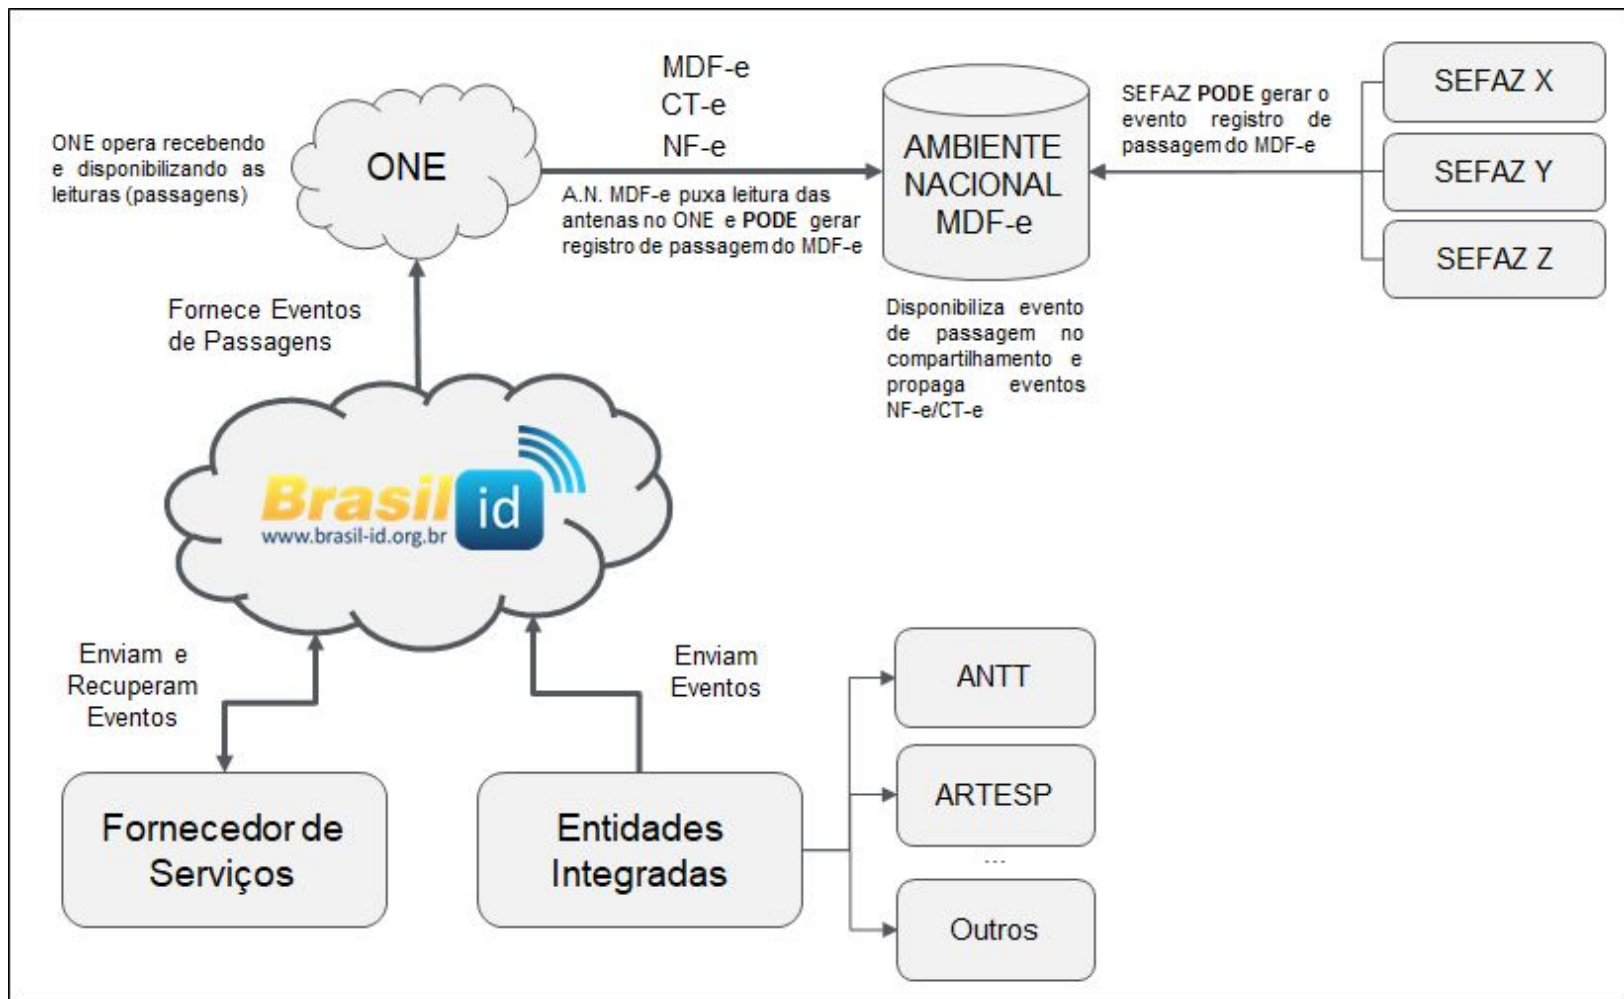 MDF-e
CT-e
NF-e
ONE opera recebendo
e disponibilizando as
leituras (passagens)
ONE
A.N. MDF-e puxa leitura das
antenas no ONE e PODE gerar
registro de passagem do MDF-e
AMBIENTE
NACIONAL
MDF-e
SEFAZ PODE gerar o
evento registro de
passagem do MDF-e
SEFAZ X
SEFAZ Y
SEFAZ Z
Disponibiliza evento
de passagem no
compartilhamento e
propaga eventos
NF-e/CT-e
Fornece Eventos
de Passagens
Brasil id
www.brasil-id.org.br
Enviam e
Recuperam
Eventos
Enviam
Eventos
Fornecedor de
Serviços
Entidades
Integradas
ANTT
ARTESP
...
Outros